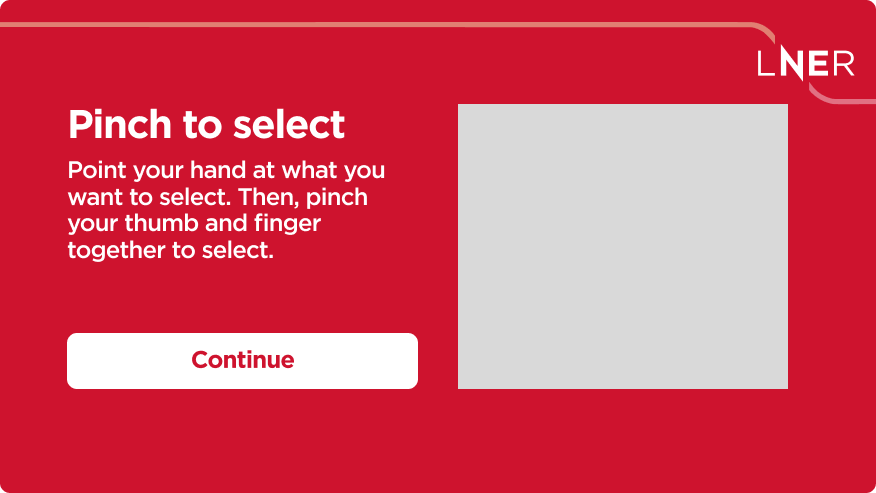 LNER
Pinch to select
Point your hand at what you
want to select. Then, pinch
your thumb and finger
together to select.
Continue